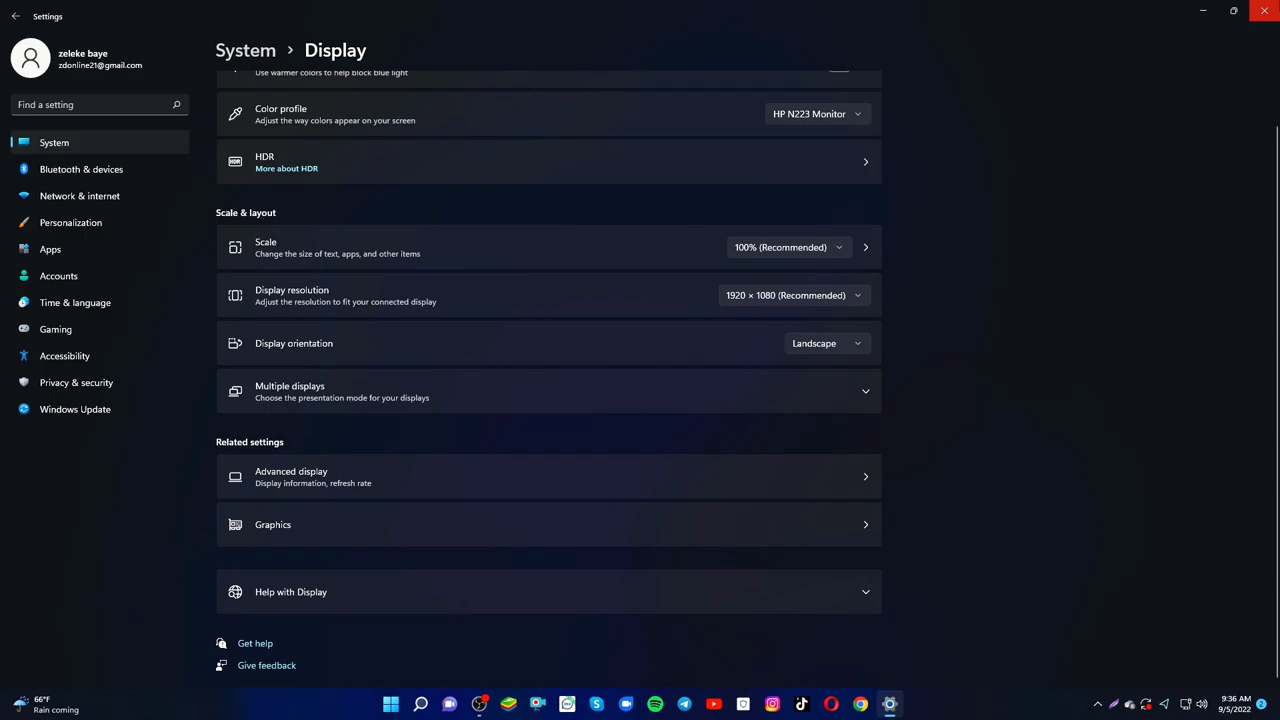 Settings
zeleke baye
zdonline21@gmail.com
Find a setting
System
Bluetooth & devices
Network & internet
Personalization
Apps
Accounts
Time & language
Gaming
Accessibility
Privacy & security
Windows Update
System > Display
Use warmer colors to help block blue light
Color profile
Adjust the way colors appear on your screen
HP N223 Monitor
HDR
More about HDR
Scale & layout
Scale
Change the size of text, apps, and other items
100% (Recommended)
Display resolution
Adjust the resolution to fit your connected display
1920 × 1080 (Recommended)
Display orientation
Landscape
Multiple displays
Choose the presentation mode for your displays
Related settings
Advanced display
Display information, refresh rate
Graphics
Help with Display
Get help
Give feedback
66°F
Rain coming
9:36 AM
9/5/2022
2